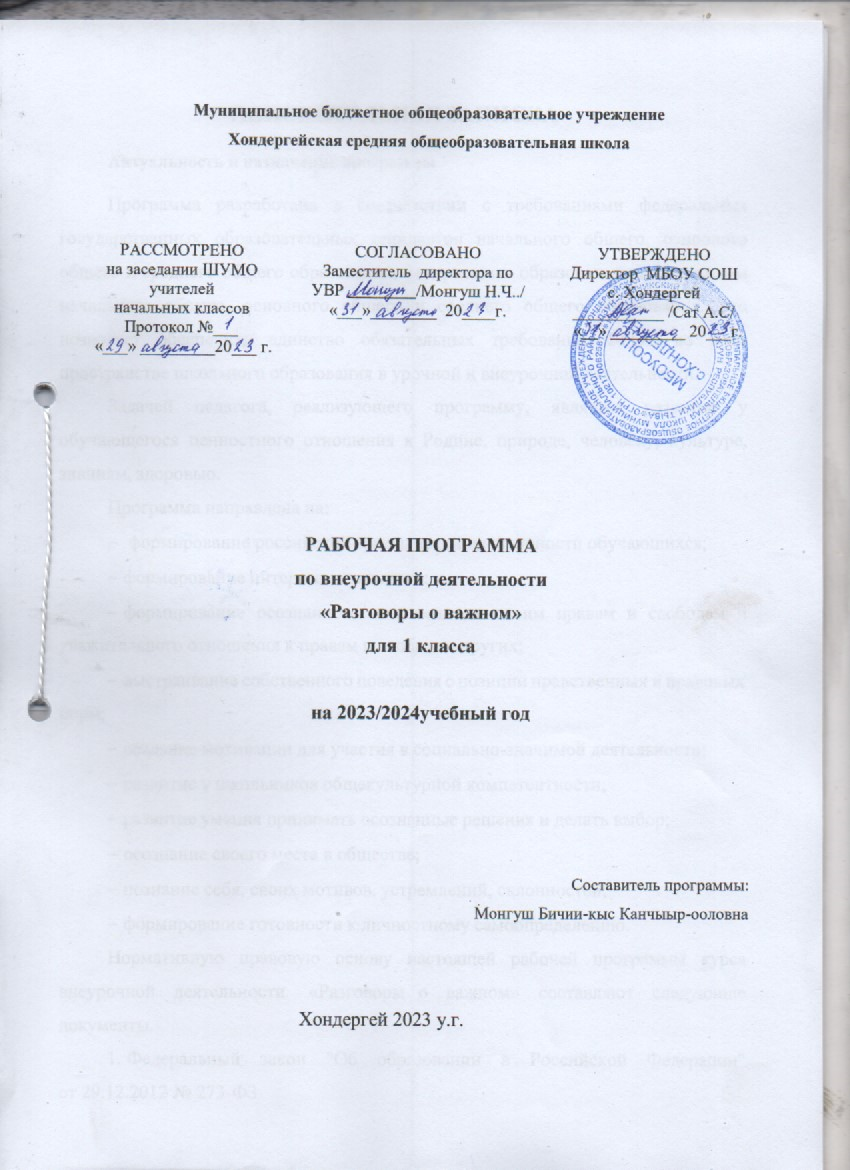 Муниципальное бюджетное общеобразовательное учреждение
Хондергейская средняя общеобразовательная школа
РАССМОТРЕНО
на заседании ШУМО
учителей
начальных классов
Протокол № 1
«29» августа 2023 г.
СОГЛАСОВАНО
Заместитель директора по
УВР Монгуш /Монгуш Н.Ч../
«31» августа 2023 г.
УТВЕРЖДЕНО
Директор МБОУ СОШ
с. Хондергей
/Сат А.С/
«31» августа 2023 г.
РАБОЧАЯ ПРОГРАММА
по внеурочной деятельности
«Разговоры о важном»
для 1 класса
на 2023/2024учебный год
Составитель программы:
Монгуш Бичии-кыс Канчыыр-ооловна
Хондергей 2023 у.г.